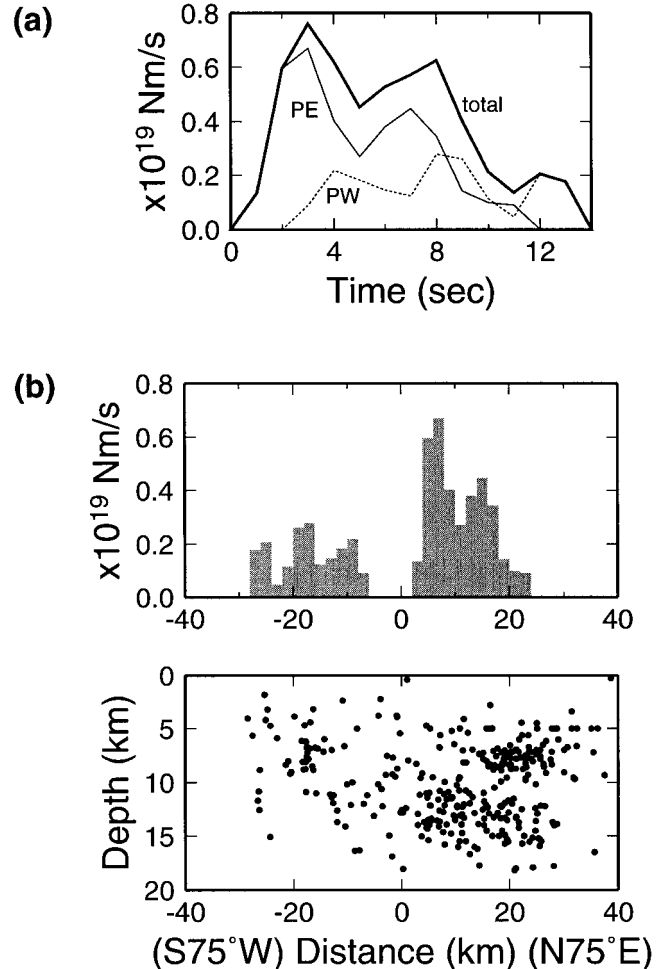 (a)
x10^19 Nm/s
0.8
0.6
0.4
0.2
0.0
PE
PW
total
0 4 8 12
Time (sec)
(b)
x10^19 Nm/s
0.8
0.6
0.4
0.2
0.0
-40 -20 0 20 40
Depth (km)
0
5
10
15
20
-40 -20 0 20 40
(S75°W) Distance (km) (N75°E)